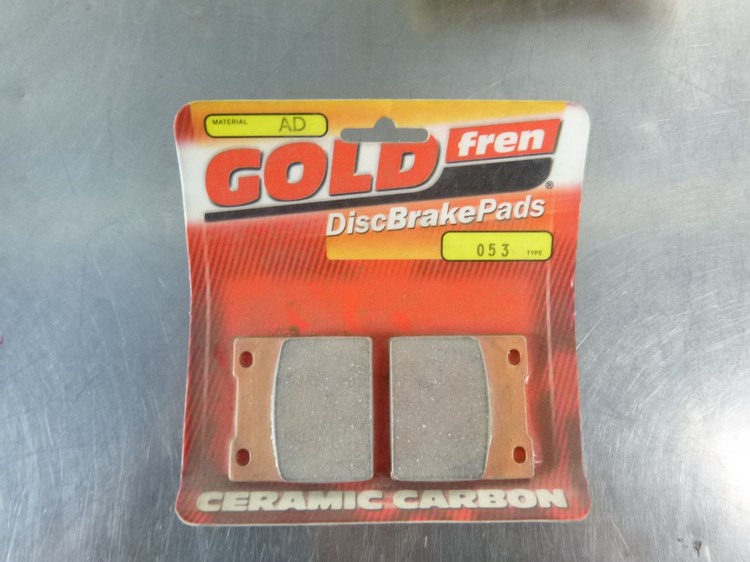 MATERIAL AD
GOLD fren ®
DiscBrakePads
053 TYPE
CERAMIC CARBON